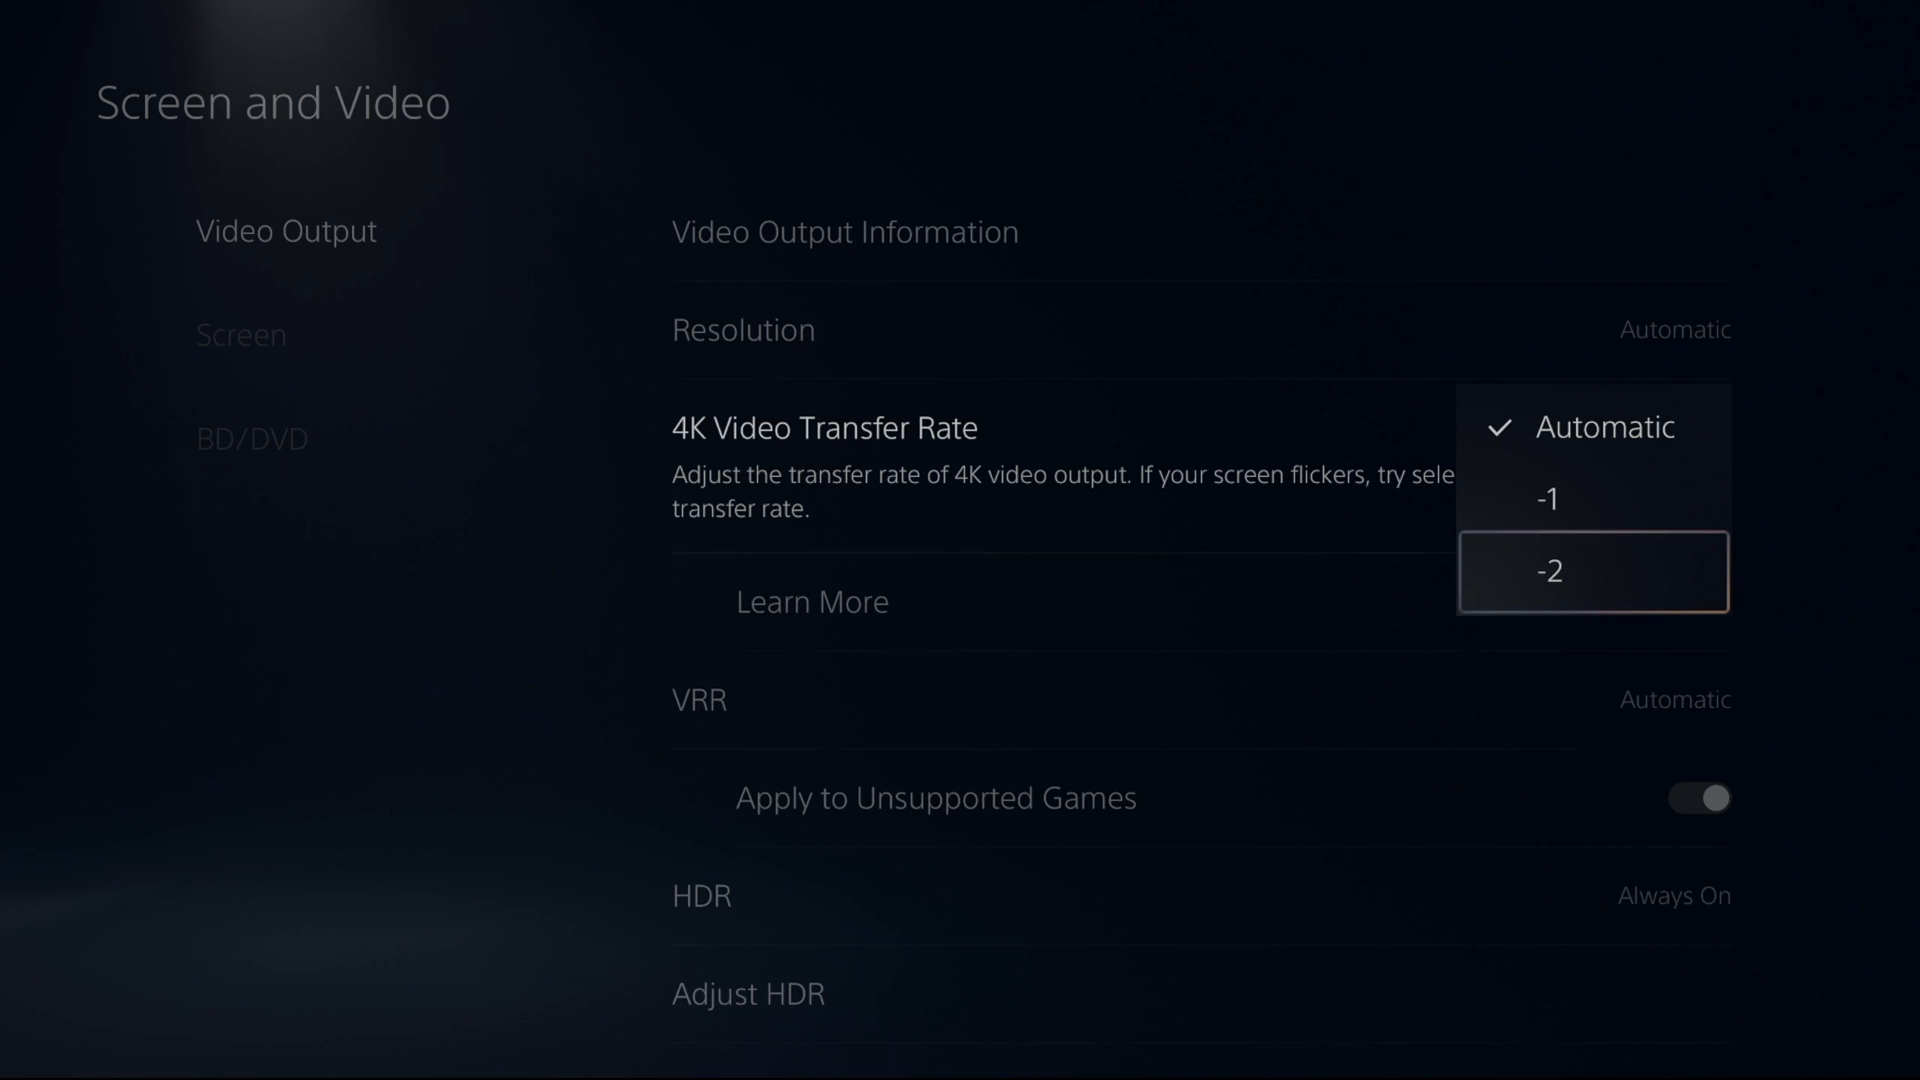 Screen and Video
Video Output
Screen
BD/DVD
Video Output Information
Resolution
Automatic
4K Video Transfer Rate
Adjust the transfer rate of 4K video output. If your screen flickers, try sele
transfer rate.
Automatic
-1
-2
Learn More
VRR
Automatic
Apply to Unsupported Games
HDR
Always On
Adjust HDR